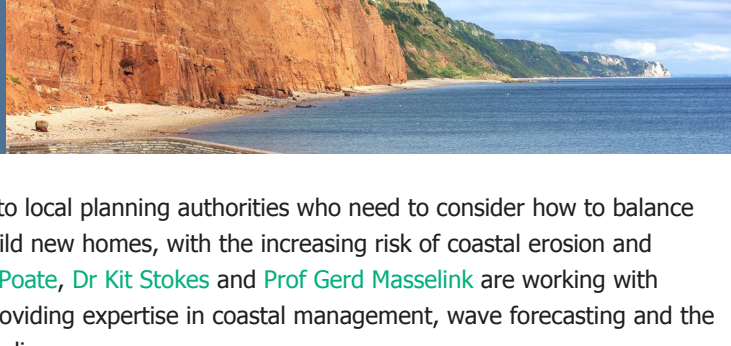 to local planning authorities who need to consider how to balance
ild new homes, with the increasing risk of coastal erosion and
Poate, Dr Kit Stokes and Prof Gerd Masselink are working with
oviding expertise in coastal management, wave forecasting and the